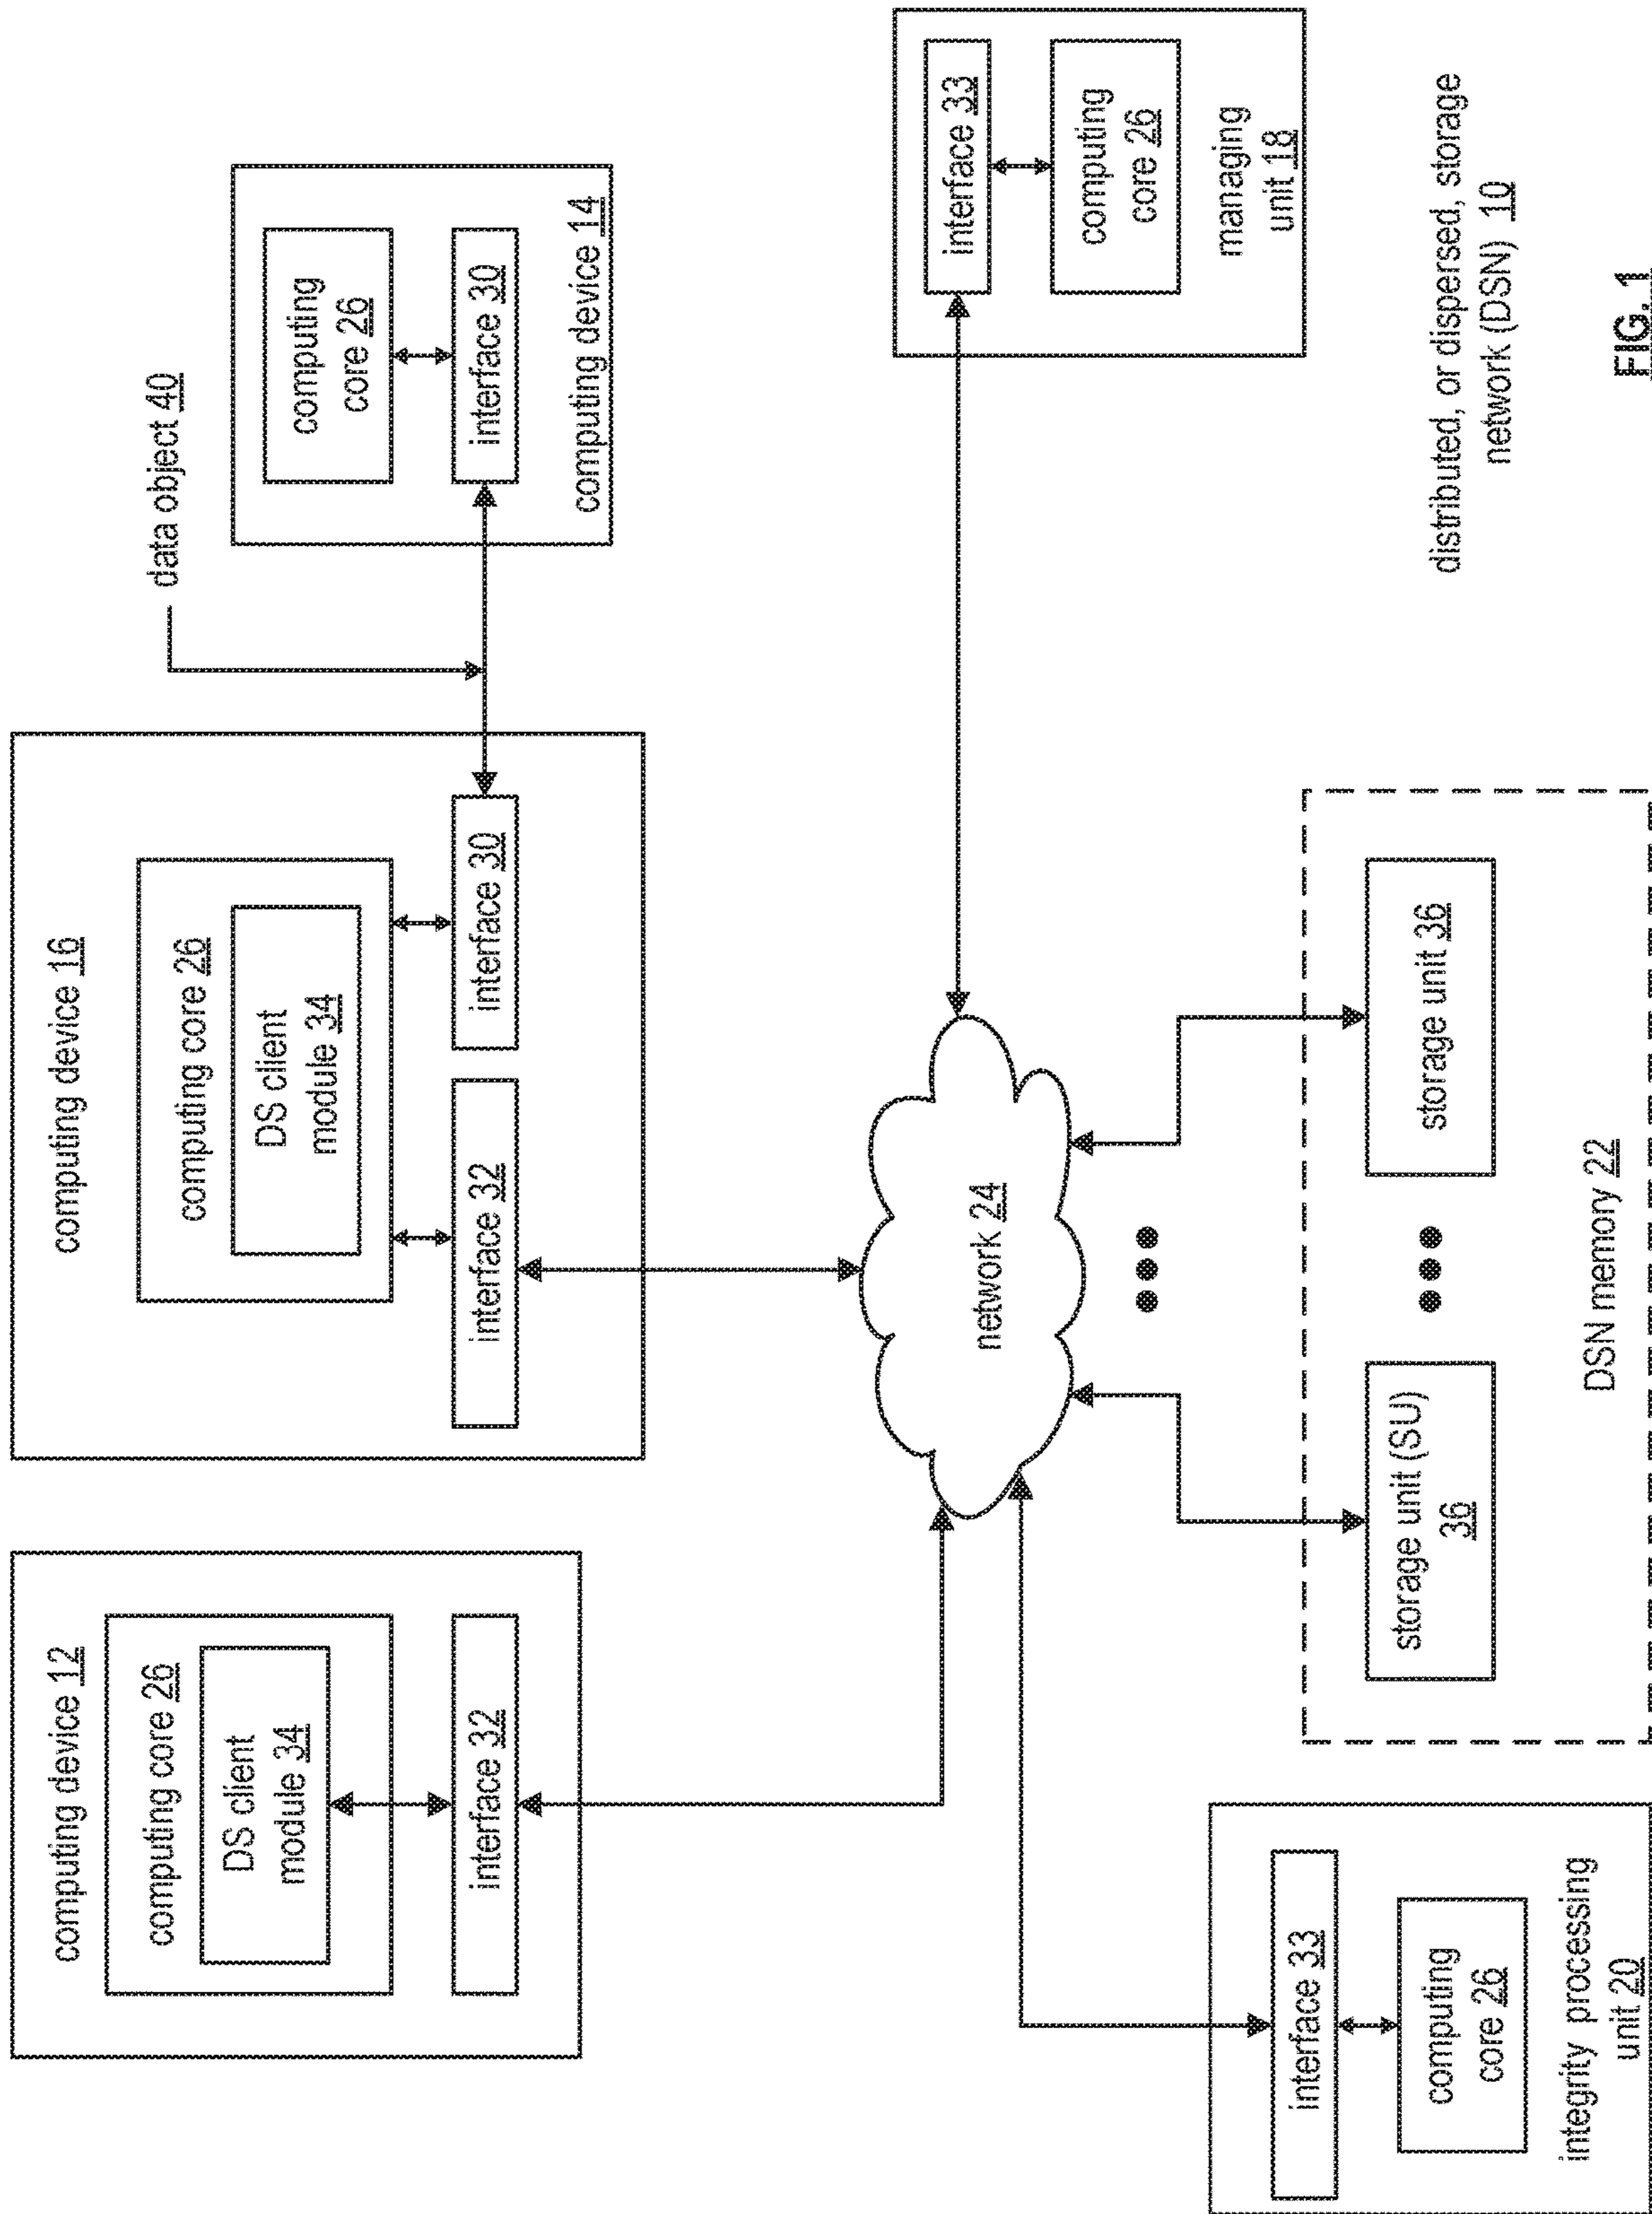 computing device 12
computing core 26
DS client
module 34
interface 32
computing device 16
computing core 26
DS client
module 34
interface 32
interface 30
data object 40
computing
core 26
interface 30
computing device 14
network 24
interface 33
computing
core 26
managing
unit 18
interface 33
computing
core 26
integrity processing
unit 20
storage unit (SU)
36
storage unit 36
DSN memory 22
distributed, or dispersed, storage
network (DSN) 10
FIG. 1